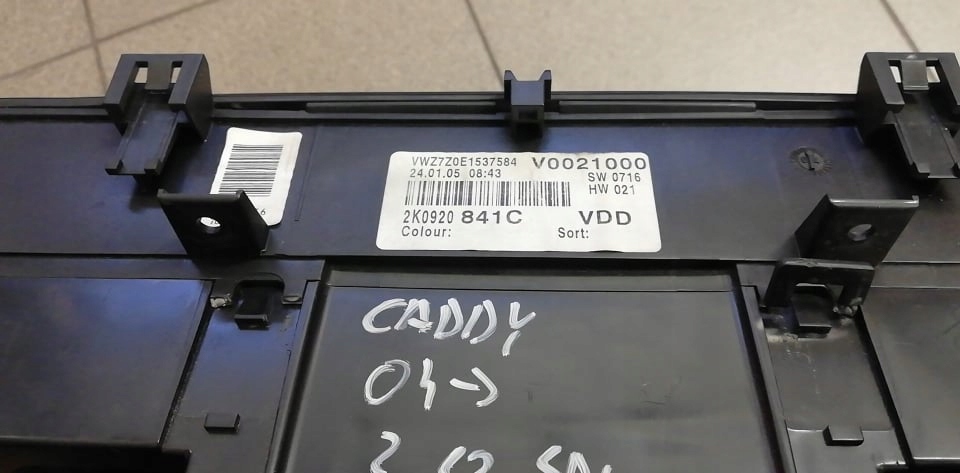 VWZ7Z0E1537584 V0021000
24.01.05 08:43 SW 0716
HW 021
2K0920 841C VDD
Colour: Sort:
CADDY
04→